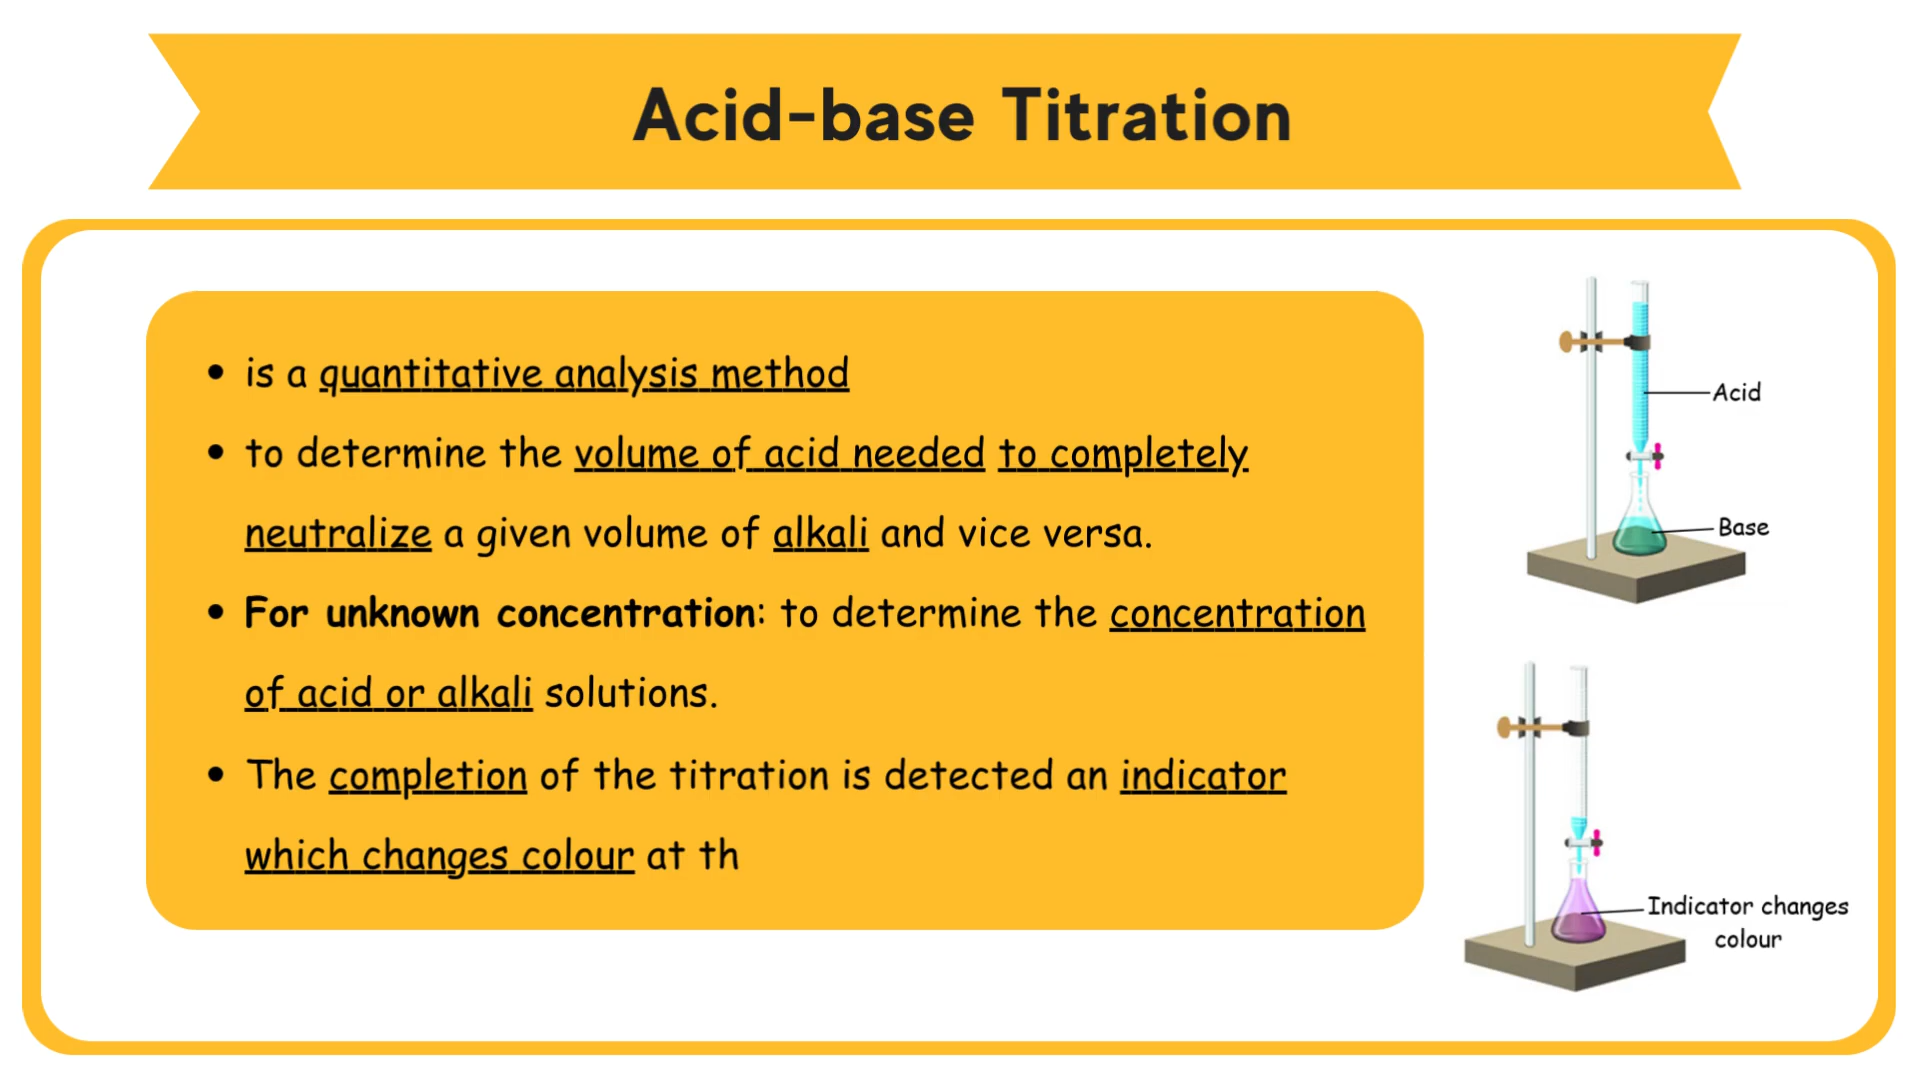 Acid-base Titration
• is a quantitative analysis method
• to determine the volume of acid needed to completely
neutralize a given volume of alkali and vice versa.
• For unknown concentration: to determine the concentration
of acid or alkali solutions.
• The completion of the titration is detected an indicator
which changes colour at th
Acid
Base
Indicator changes
colour